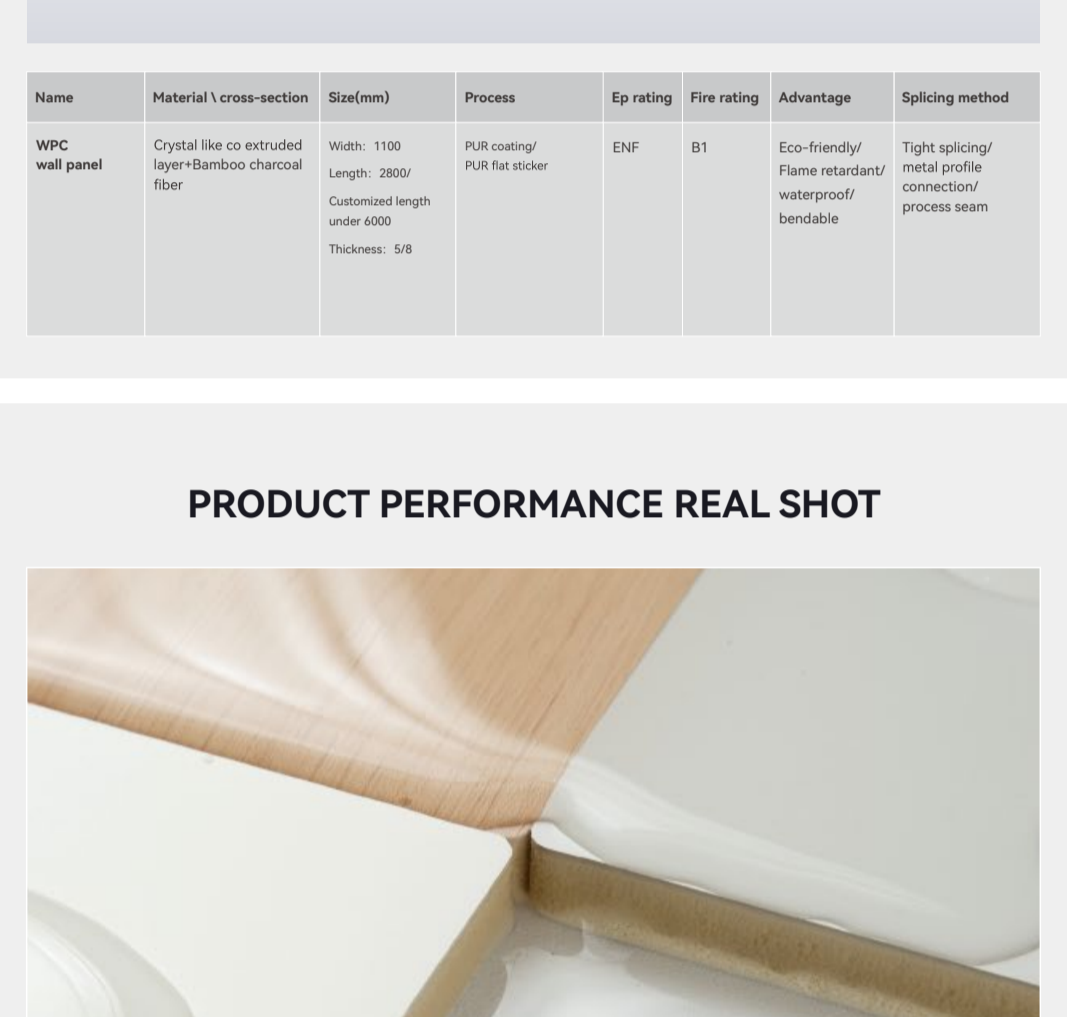 Name Material \ cross-section Size(mm) Process Ep rating Fire rating Advantage Splicing method
WPC
wall panel
Crystal like co extruded
layer+Bamboo charcoal
fiber
Width: 1100
Length: 2800/
Customized length
under 6000
Thickness: 5/8
PUR coating/
PUR flat sticker
ENF
B1
Eco-friendly/
Flame retardant/
waterproof/
bendable
Tight splicing/
metal profile
connection/
process seam
PRODUCT PERFORMANCE REAL SHOT